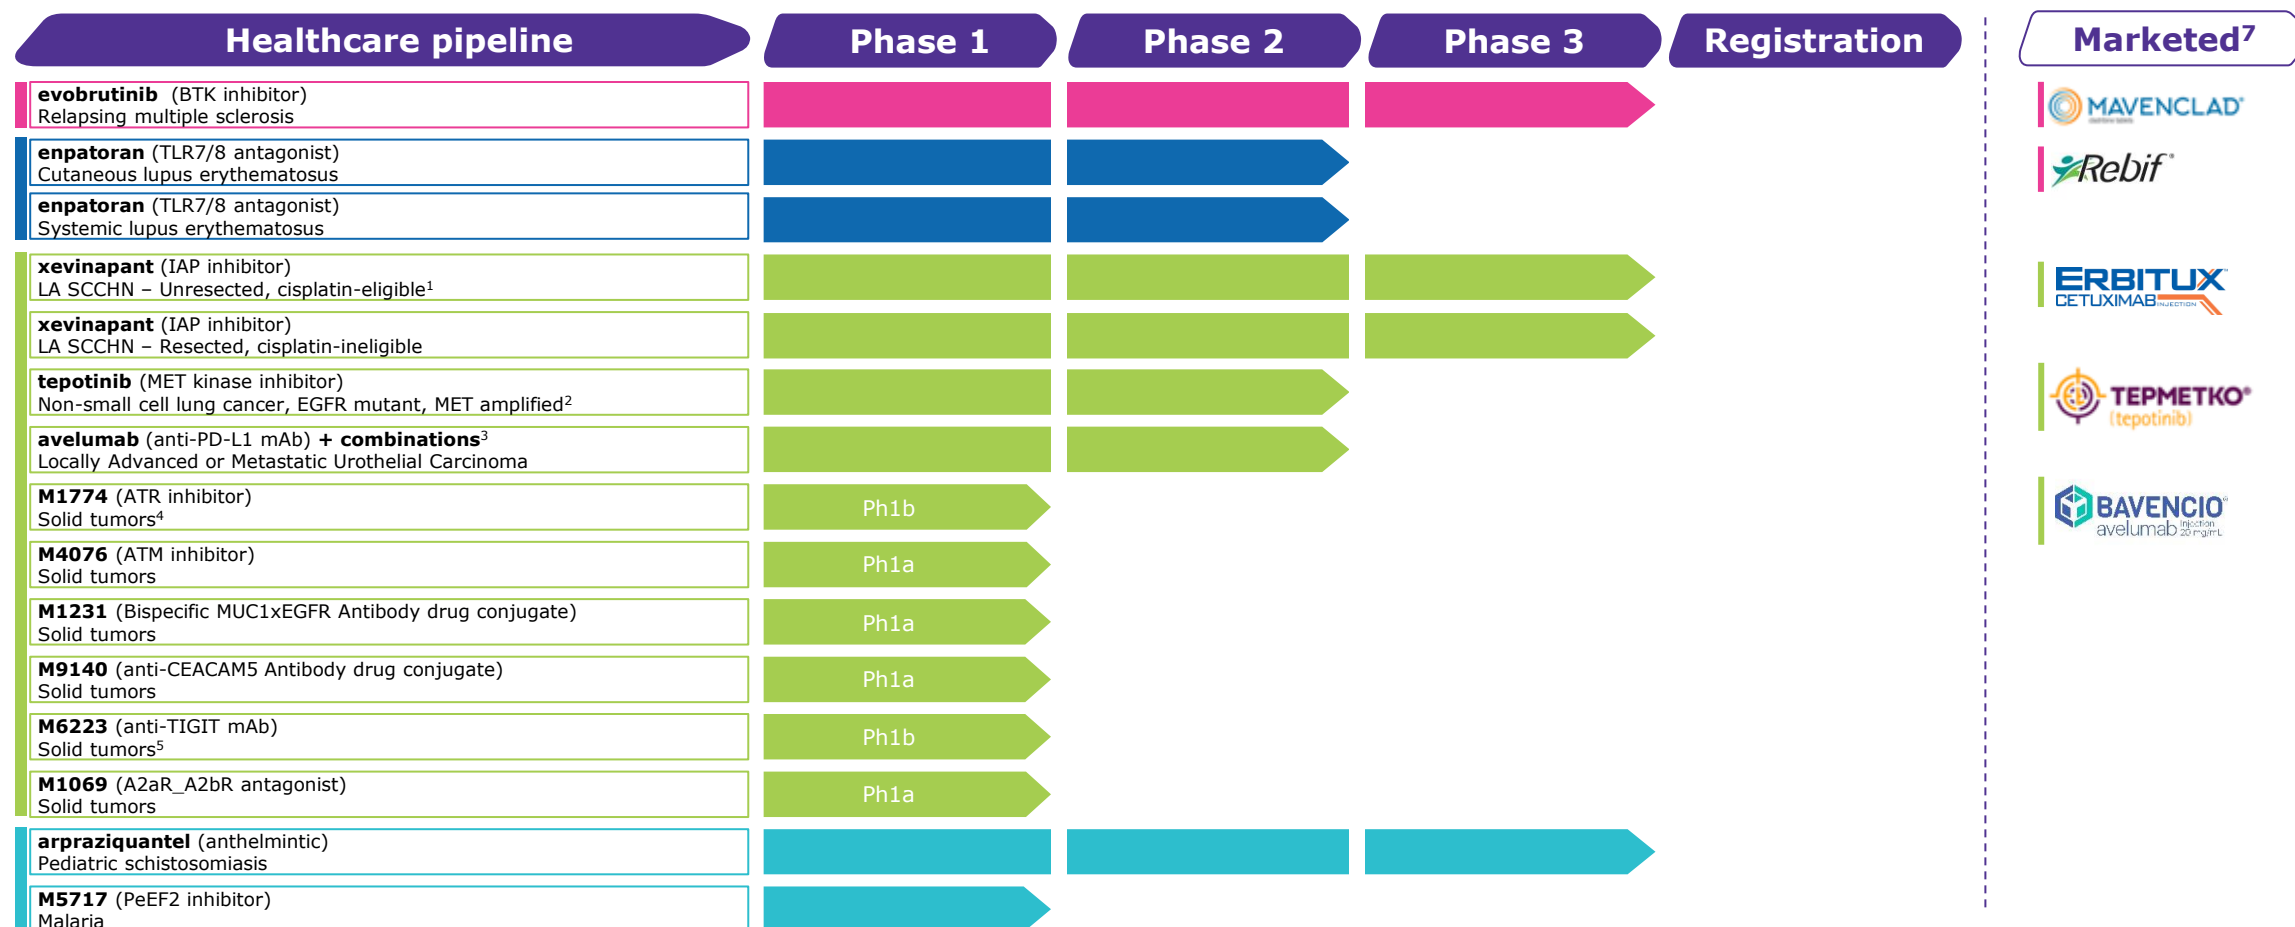 Healthcare pipeline Phase 1 Phase 2 Phase 3 Registration Marketed⁷
evobrutinib (BTK inhibitor)
Relapsing multiple sclerosis
MAVENCLAD®
enpatoran (TLR7/8 antagonist)
Cutaneous lupus erythematosus
Rebif®
enpatoran (TLR7/8 antagonist)
Systemic lupus erythematosus
xevinapant (IAP inhibitor)
LA SCCHN – Unresected, cisplatin-eligible¹
ERBITUX
CETUXIMAB INJECTION
xevinapant (IAP inhibitor)
LA SCCHN – Resected, cisplatin-ineligible
tepotinib (MET kinase inhibitor)
Non-small cell lung cancer, EGFR mutant, MET amplified²
TEPMETKO®
(tepotinib)
avelumab (anti-PD-L1 mAb) + combinations³
Locally Advanced or Metastatic Urothelial Carcinoma
M1774 (ATR inhibitor)
Solid tumors⁴
Ph1b
BAVENCIO®
avelumab Injection
20 mg/mL
M4076 (ATM inhibitor)
Solid tumors
Ph1a
M1231 (Bispecific MUC1xEGFR Antibody drug conjugate)
Solid tumors
Ph1a
M9140 (anti-CEACAM5 Antibody drug conjugate)
Solid tumors
Ph1a
M6223 (anti-TIGIT mAb)
Solid tumors⁵
Ph1b
M1069 (A2aR_A2bR antagonist)
Solid tumors
Ph1a
arpraziquantel (anthelmintic)
Pediatric schistosomiasis
M5717 (PeEF2 inhibitor)
Malaria